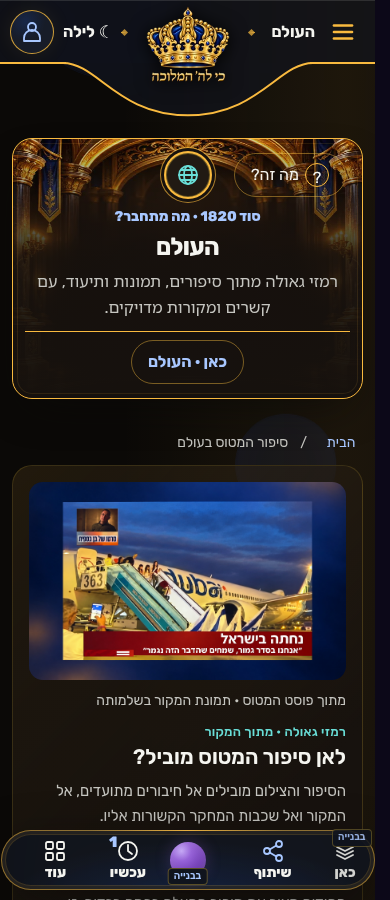 העולם
☾ לילה
כי לה׳ המלוכה
? מה זה?
סוד 1820 • מה מתחבר?
העולם
רמזי גאולה מתוך סיפורים, תמונות ותיעוד, עם
קשרים ומקורות מדויקים.
כאן • העולם
הבית / סיפור המטוס בעולם
363
dubai
נחתה בישראל
"אנחנו בסדר גמור, שמחים שהדבר הזה נגמר"
מתוך פוסט המטוס • תמונת המקור בשלמותה
רמזי גאולה • מתוך המקור
לאן סיפור המטוס מוביל?
הסיפור והצילום מובילים אל חיבורים מתועדים, אל
המקור ואל שכבות המחקר הקשורות אליו.
בבנייה
כאן
שיתוף
בבנייה
1
עכשיו
עוד